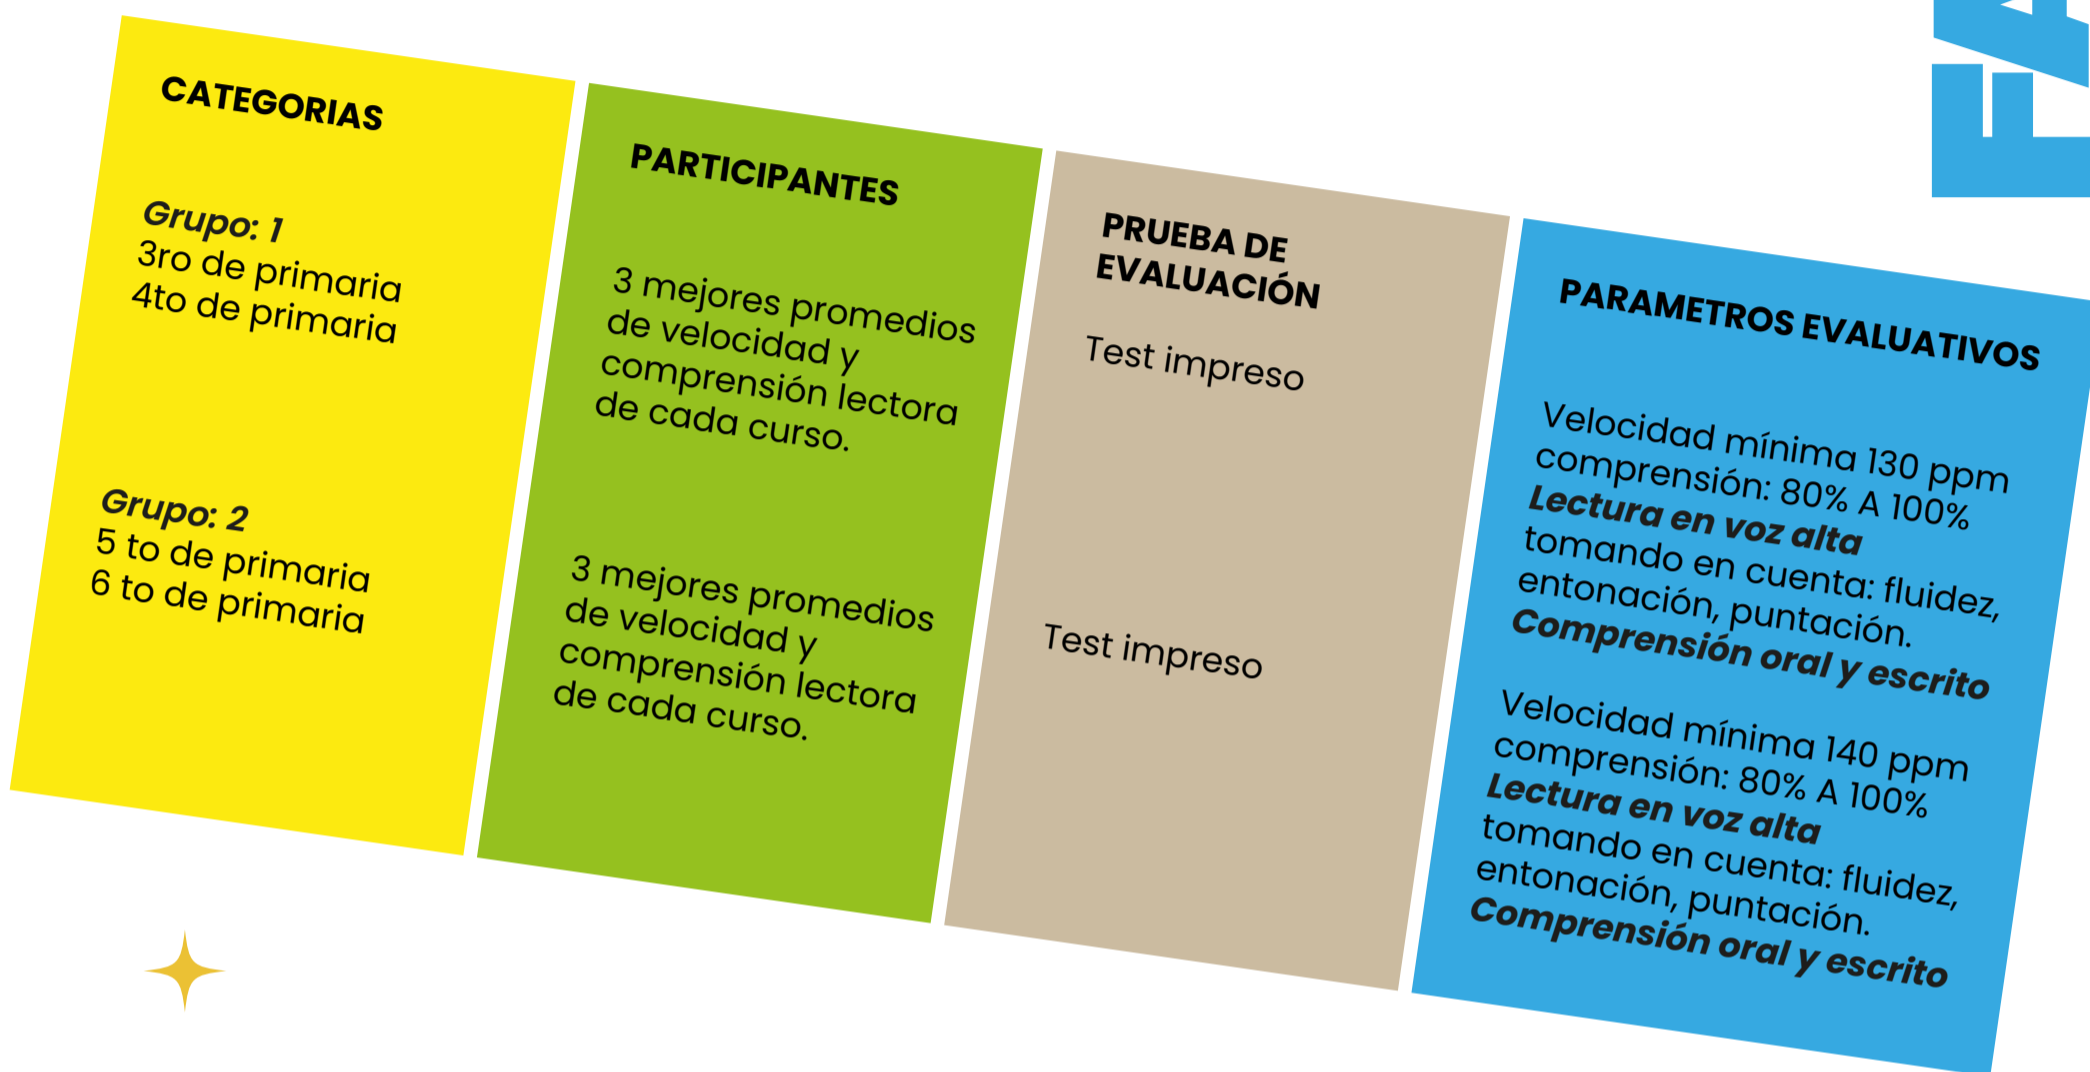 CATEGORIAS
Grupo: 1
3ro de primaria
4to de primaria
Grupo: 2
5 to de primaria
6 to de primaria
PARTICIPANTES
3 mejores promedios
de velocidad y
comprensión lectora
de cada curso.
3 mejores promedios
de velocidad y
comprensión lectora
de cada curso.
PRUEBA DE
EVALUACIÓN
Test impreso
Test impreso
PARAMETROS EVALUATIVOS
Velocidad mínima 130 ppm
comprensión: 80% A 100%
Lectura en voz alta
tomando en cuenta: fluidez,
entonación, puntación.
Comprensión oral y escrito
Velocidad mínima 140 ppm
comprensión: 80% A 100%
Lectura en voz alta
tomando en cuenta: fluidez,
entonación, puntación.
Comprensión oral y escrito